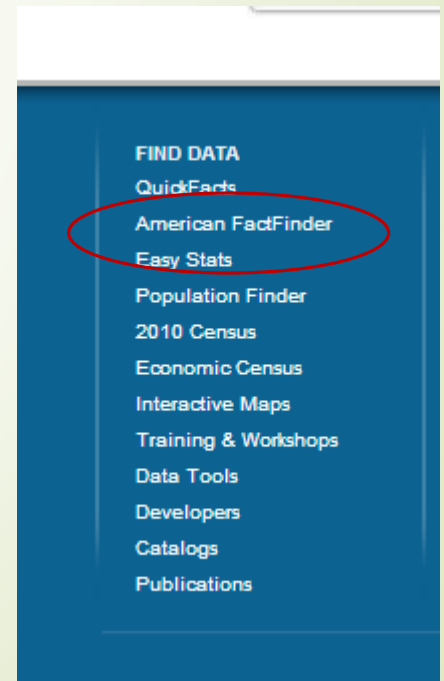 FIND DATA
QuickFacts
American FactFinder
Easy Stats
Population Finder
2010 Census
Economic Census
Interactive Maps
Training & Workshops
Data Tools
Developers
Catalogs
Publications